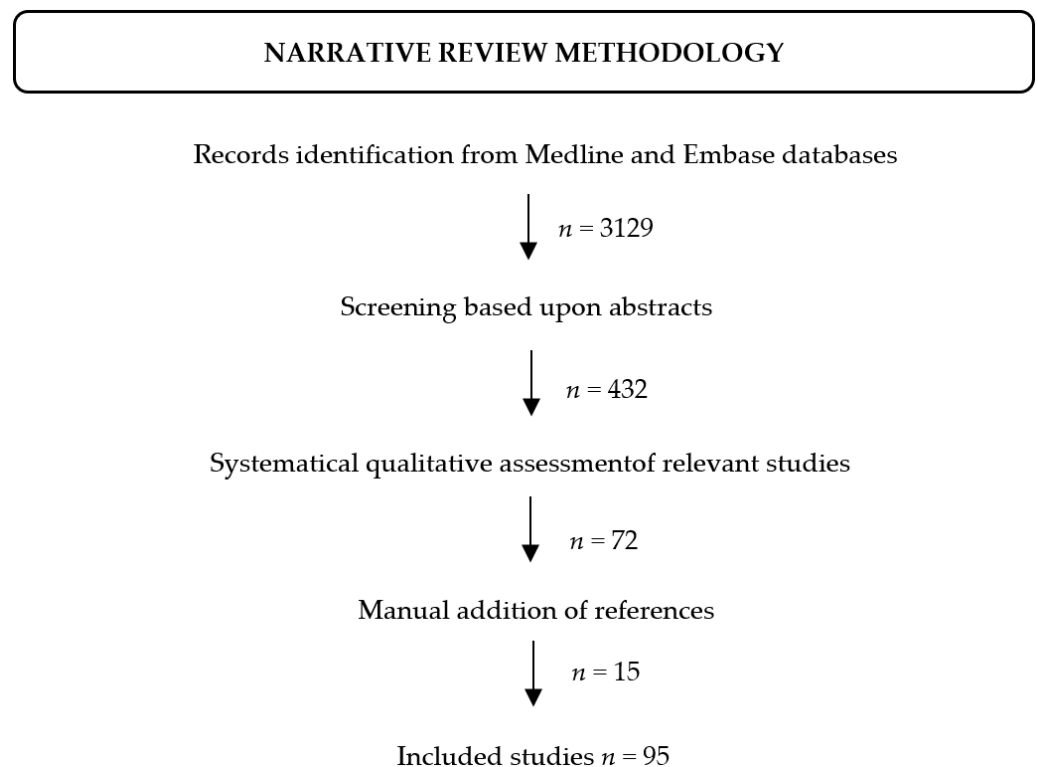 NARRATIVE REVIEW METHODOLOGY
Records identification from Medline and Embase databases
n = 3129
Screening based upon abstracts
n = 432
Systematical qualitative assessmentof relevant studies
n = 72
Manual addition of references
n = 15
Included studies n = 95